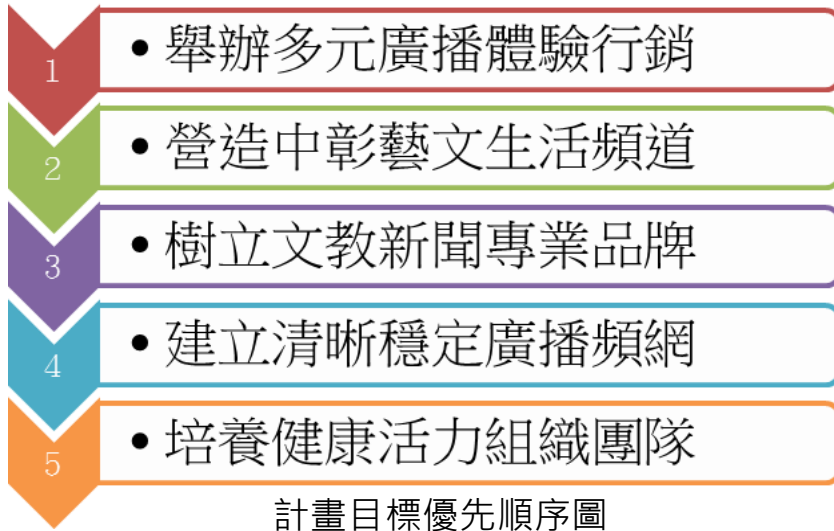 1
• 舉辦多元廣播體驗行銷
2
• 營造中彰藝文生活頻道
3
• 樹立文教新聞專業品牌
4
• 建立清晰穩定廣播頻網
5
• 培養健康活力組織團隊
計畫目標優先順序圖